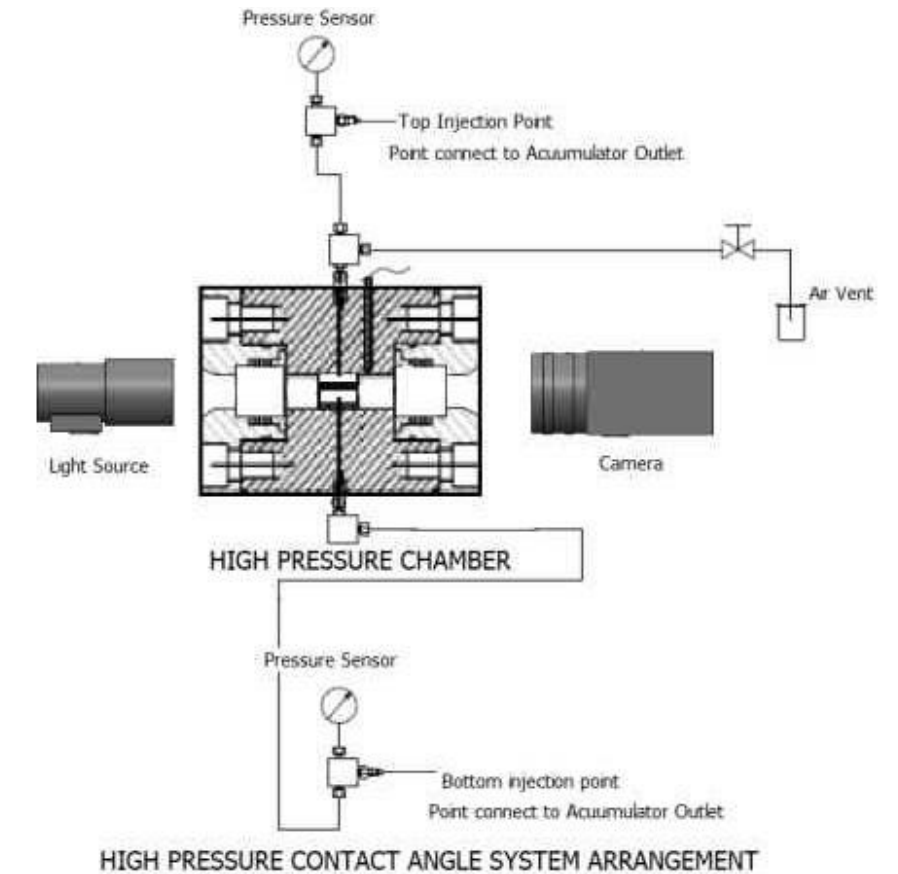 Pressure Sensor
Top Injection Point
Point connect to Acuumulator Outlet
Air Vent
Light Source
Camera
HIGH PRESSURE CHAMBER
Pressure Sensor
Bottom injection point
Point connect to Acuumulator Outlet
HIGH PRESSURE CONTACT ANGLE SYSTEM ARRANGEMENT